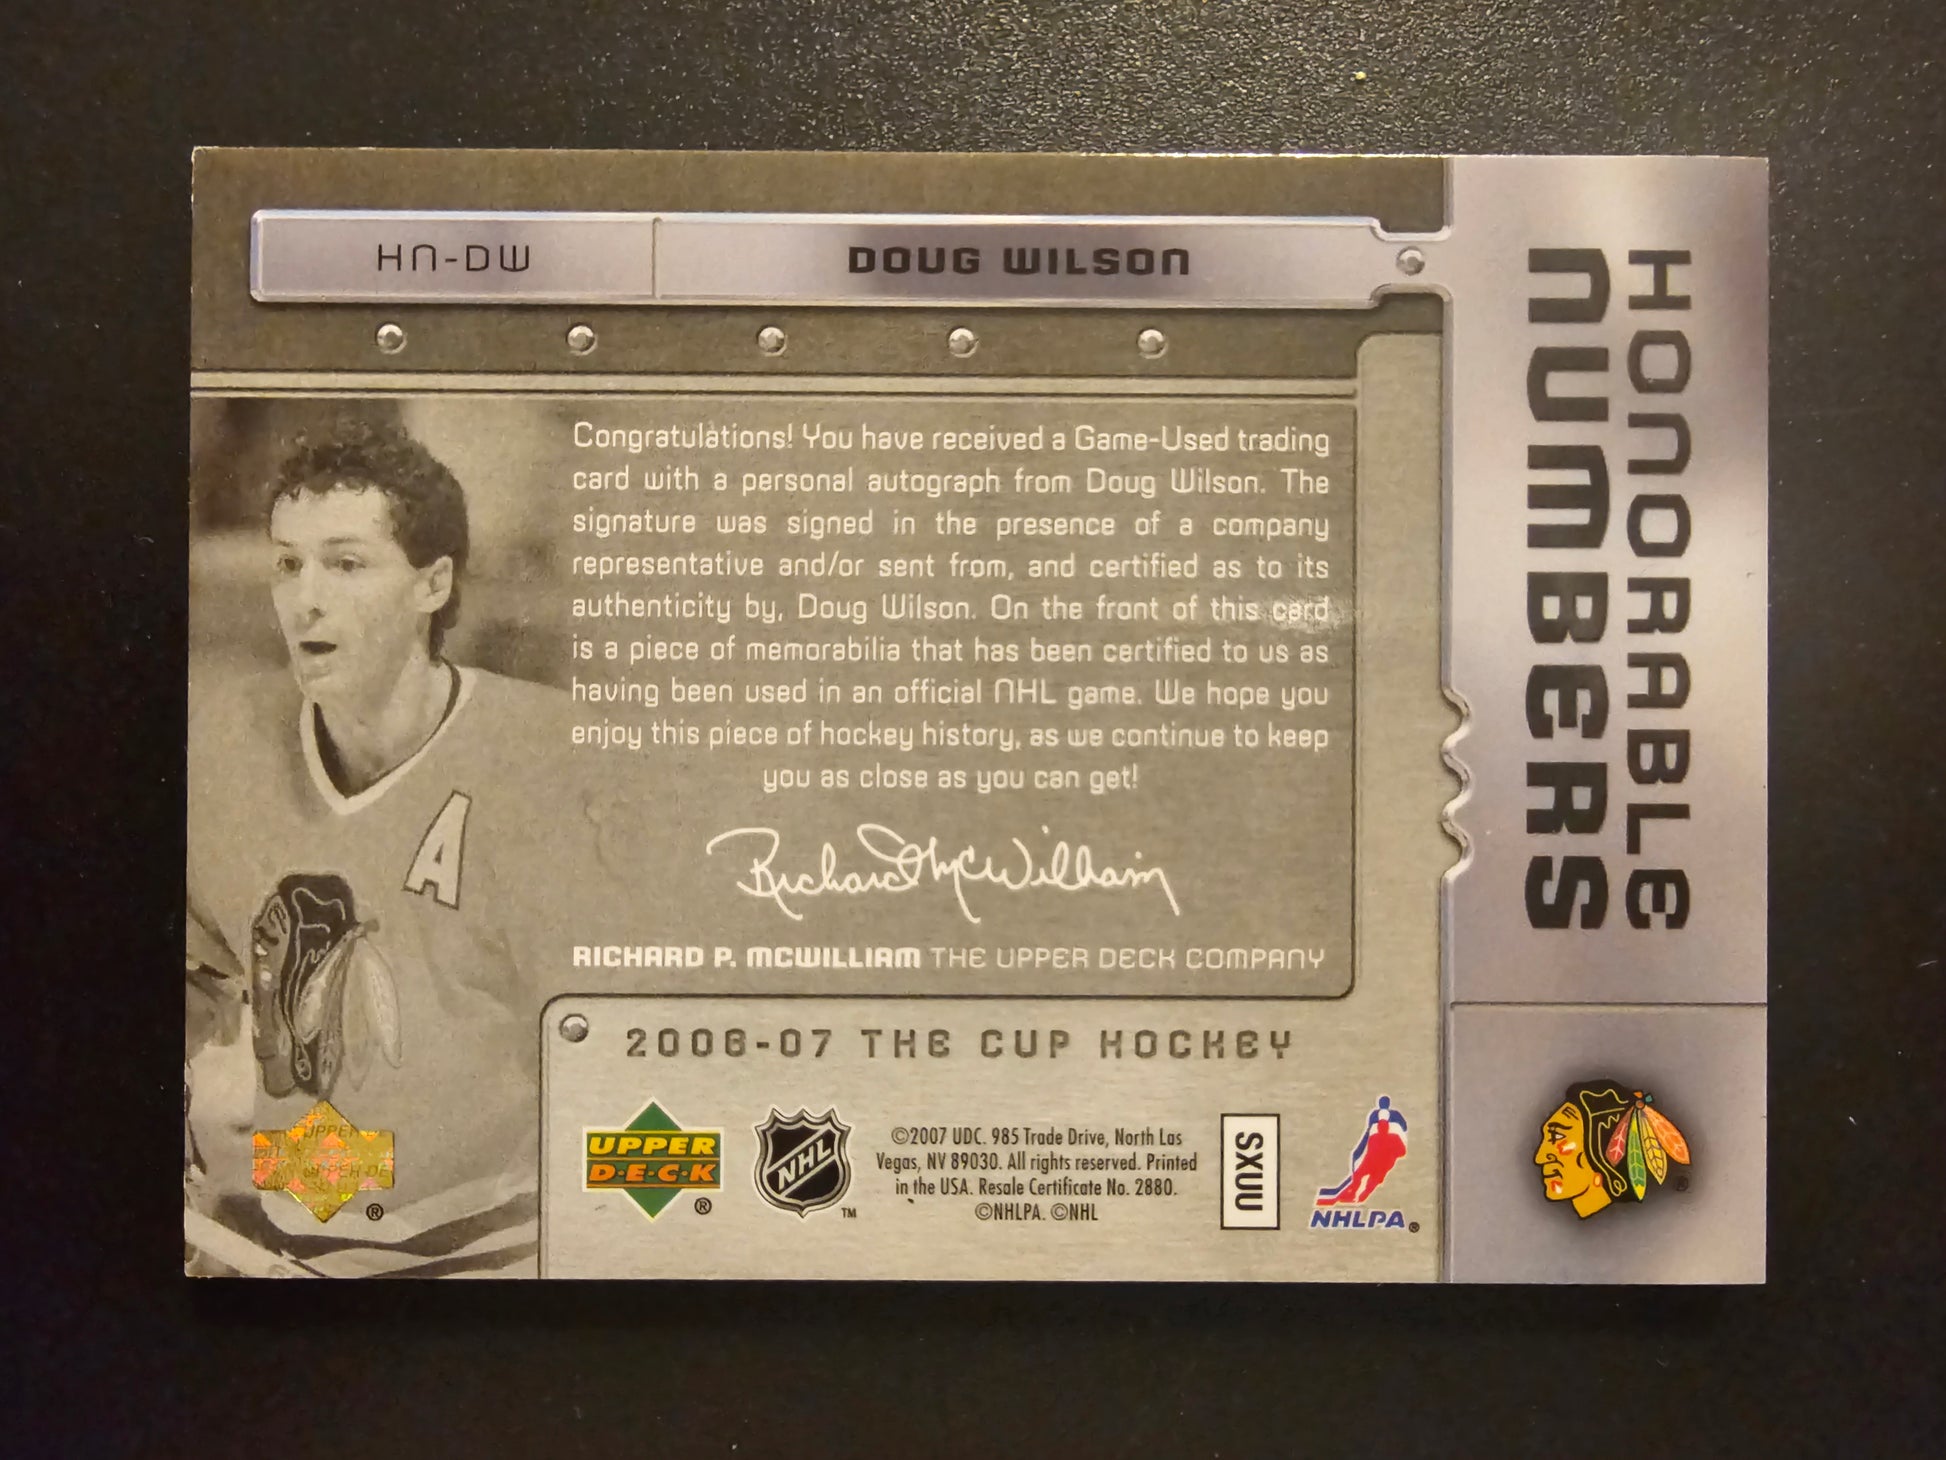 HN-DW
DOUG WILSON
HONORABLE
NUMBERS
Congratulations! You have received a Game-Used trading
card with a personal autograph from Doug Wilson. The
signature was signed in the presence of a company
representative and/or sent from, and certified as to its
authenticity by, Doug Wilson. On the front of this card
is a piece of memorabilia that has been certified to us as
having been used in an official NHL game. We hope you
enjoy this piece of hockey history, as we continue to keep
you as close as you can get!
Richard McWilliam
RICHARD P. MCWILLIAM THE UPPER DECK COMPANY
A
2006-07 THE CUP HOCKEY
UPPER
®
UPPER
D·E·C·K
®
NHL
™
©2007 UDC. 985 Trade Drive, North Las
Vegas, NV 89030. All rights reserved. Printed
in the USA. Resale Certificate No. 2880.
©NHLPA. ©NHL
SXUU
NHLPA®
®